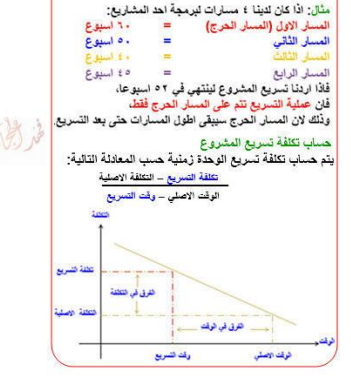 مثال: اذا كان لدينا ٤ مسارات لبرمجة احد المشاريع:
المسار الاول (المسار الحرج) = ٦٠ اسبوع
المسار الثاني = ٥٠ اسبوع
المسار الثالث = ٤٠ اسبوع
المسار الرابع = ٤٥ اسبوع
فاذا اردنا تسريع المشروع لينتهي في ٥٢ اسبوعا،
فان عملية التسريع تتم على المسار الحرج فقط،
وذلك لان المسار الحرج سيبقى اطول المسارات حتى بعد التسريع.
حساب تكلفة تسريع المشروع
يتم حساب تكلفة تسريع الوحدة زمنية حسب المعادلة التالية:
تكلفة التسريع – التكلفة الاصلية
الوقت الاصلي – وقت التسريع
التكلفة
تكلفة التسريع
الفرق في التكلفة
التكلفة الاصلية
الفرق في الوقت
الوقت
وقت التسريع
الوقت الاصلي